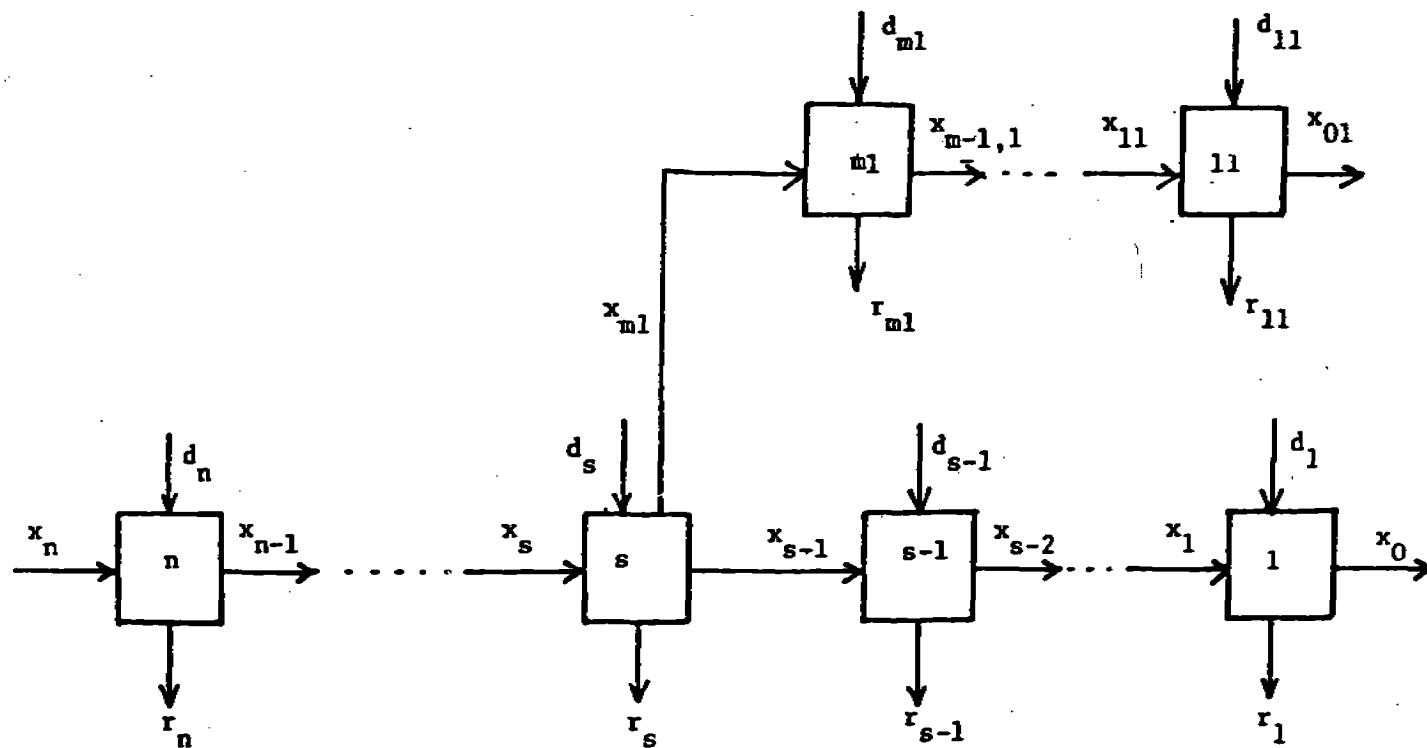 d_m1 d_11
x_m-1,1 x_11 x_01
m1 11
r_m1 r_11
x_m1
d_n d_s d_s-1 d_1
x_n x_n-1 x_s x_s-1 x_s-2 x_1 x_0
n s s-1 1
r_n r_s r_s-1 r_1